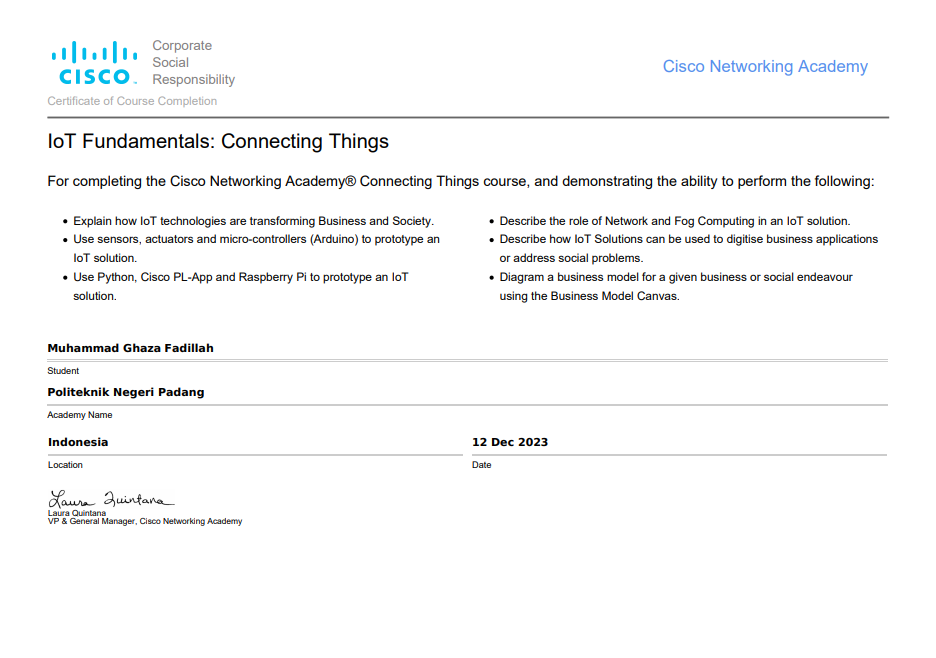 Corporate
Social
Responsibility
CISCO
Cisco Networking Academy
Certificate of Course Completion
IoT Fundamentals: Connecting Things
For completing the Cisco Networking Academy® Connecting Things course, and demonstrating the ability to perform the following:
• Explain how IoT technologies are transforming Business and Society.
• Use sensors, actuators and micro-controllers (Arduino) to prototype an
IoT solution.
• Use Python, Cisco PL-App and Raspberry Pi to prototype an IoT
solution.
• Describe the role of Network and Fog Computing in an IoT solution.
• Describe how IoT Solutions can be used to digitise business applications
or address social problems.
• Diagram a business model for a given business or social endeavour
using the Business Model Canvas.
Muhammad Ghaza Fadillah
Student
Politeknik Negeri Padang
Academy Name
Indonesia
Location
12 Dec 2023
Date
Laura Quintana
Laura Quintana
VP & General Manager, Cisco Networking Academy